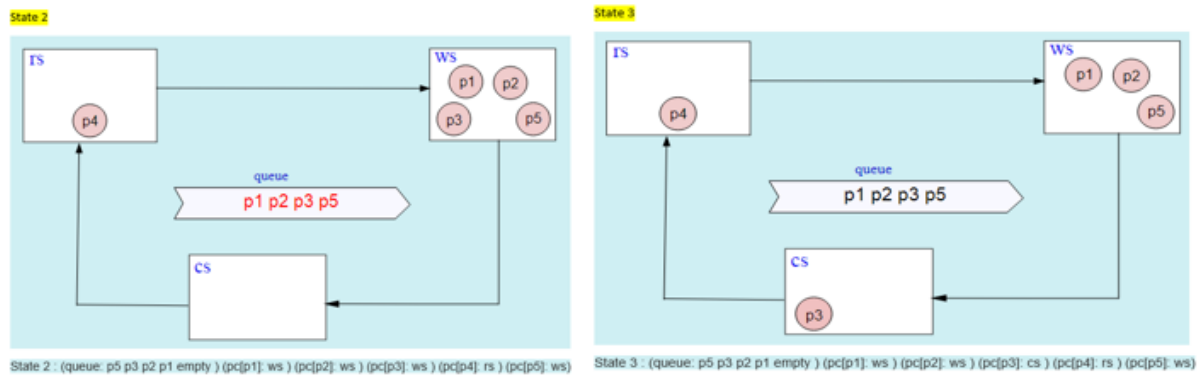 State 2
rs
ws
p1
p2
p4
p3
p5
queue
p1 p2 p3 p5
cs
State 2 : (queue: p5 p3 p2 p1 empty ) (pc[p1]: ws ) (pc[p2]: ws ) (pc[p3]: ws ) (pc[p4]: rs ) (pc[p5]: ws)
State 3
rs
ws
p1
p2
p4
p5
queue
p1 p2 p3 p5
cs
p3
State 3 : (queue: p5 p3 p2 p1 empty ) (pc[p1]: ws ) (pc[p2]: ws ) (pc[p3]: cs ) (pc[p4]: rs ) (pc[p5]: ws)